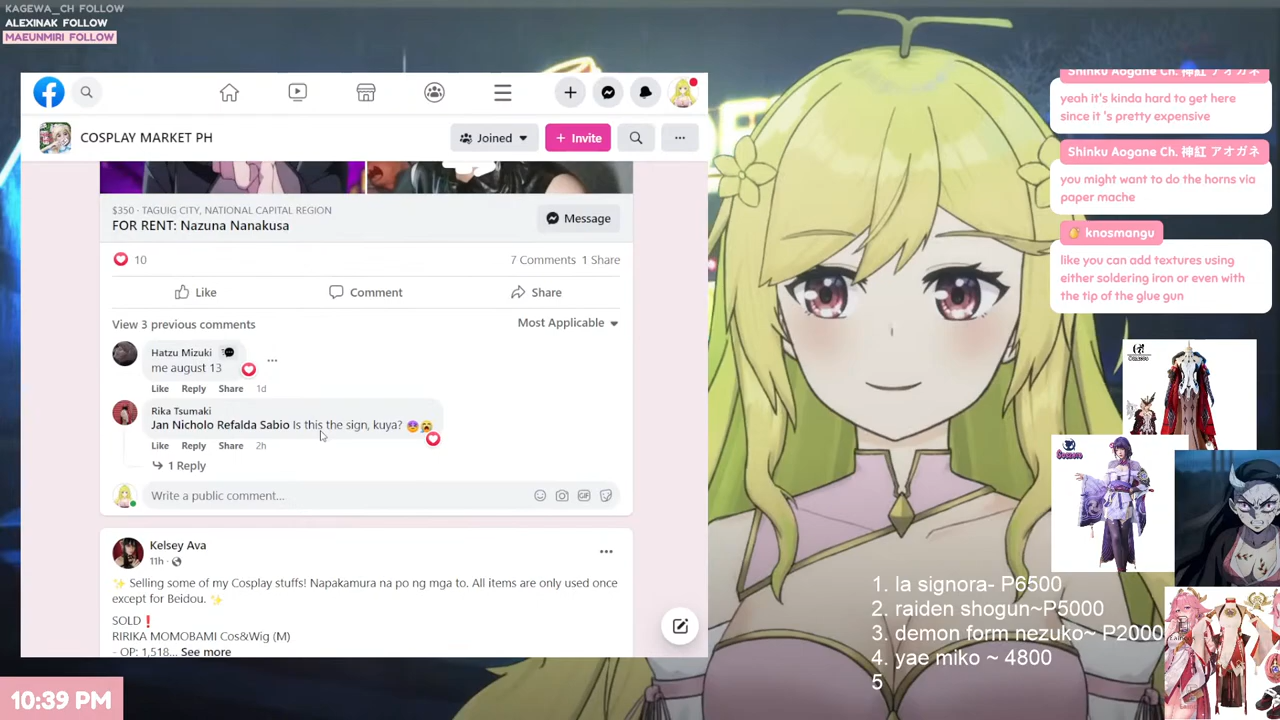 KAGEWA_CH FOLLOW
ALEXINAK FOLLOW
MAEUNMIRI FOLLOW
COSPLAY MARKET PH
Joined
+ Invite
$350 · TAGUIG CITY, NATIONAL CAPITAL REGION
FOR RENT: Nazuna Nanakusa
Message
10
7 Comments 1 Share
Like
Comment
Share
View 3 previous comments
Most Applicable
Hatzu Mizuki
me august 13
Like Reply Share 1d
Rika Tsumaki
Jan Nicholo Refalda Sabio Is this the sign, kuya?
Like Reply Share 2h
1 Reply
Write a public comment...
GIF
Kelsey Ava
11h ·
✨ Selling some of my Cosplay stuffs! Napakamura na po ng mga to. All items are only used once
except for Beidou. ✨
SOLD❗
RIRIKA MOMOBAMI Cos&Wig (M)
- OP: 1,518... See more
10:39 PM
Shinku Aogane Ch. 神紅 アオガネ
yeah it's kinda hard to get here
since it 's pretty expensive
Shinku Aogane Ch. 神紅 アオガネ
you might want to do the horns via
paper mache
knosmangu
like you can add textures using
either soldering iron or even with
the tip of the glue gun
1. la signora- P6500
2. raiden shogun~P5000
3. demon form nezuko~ P2000
4. yae miko ~ 4800
5